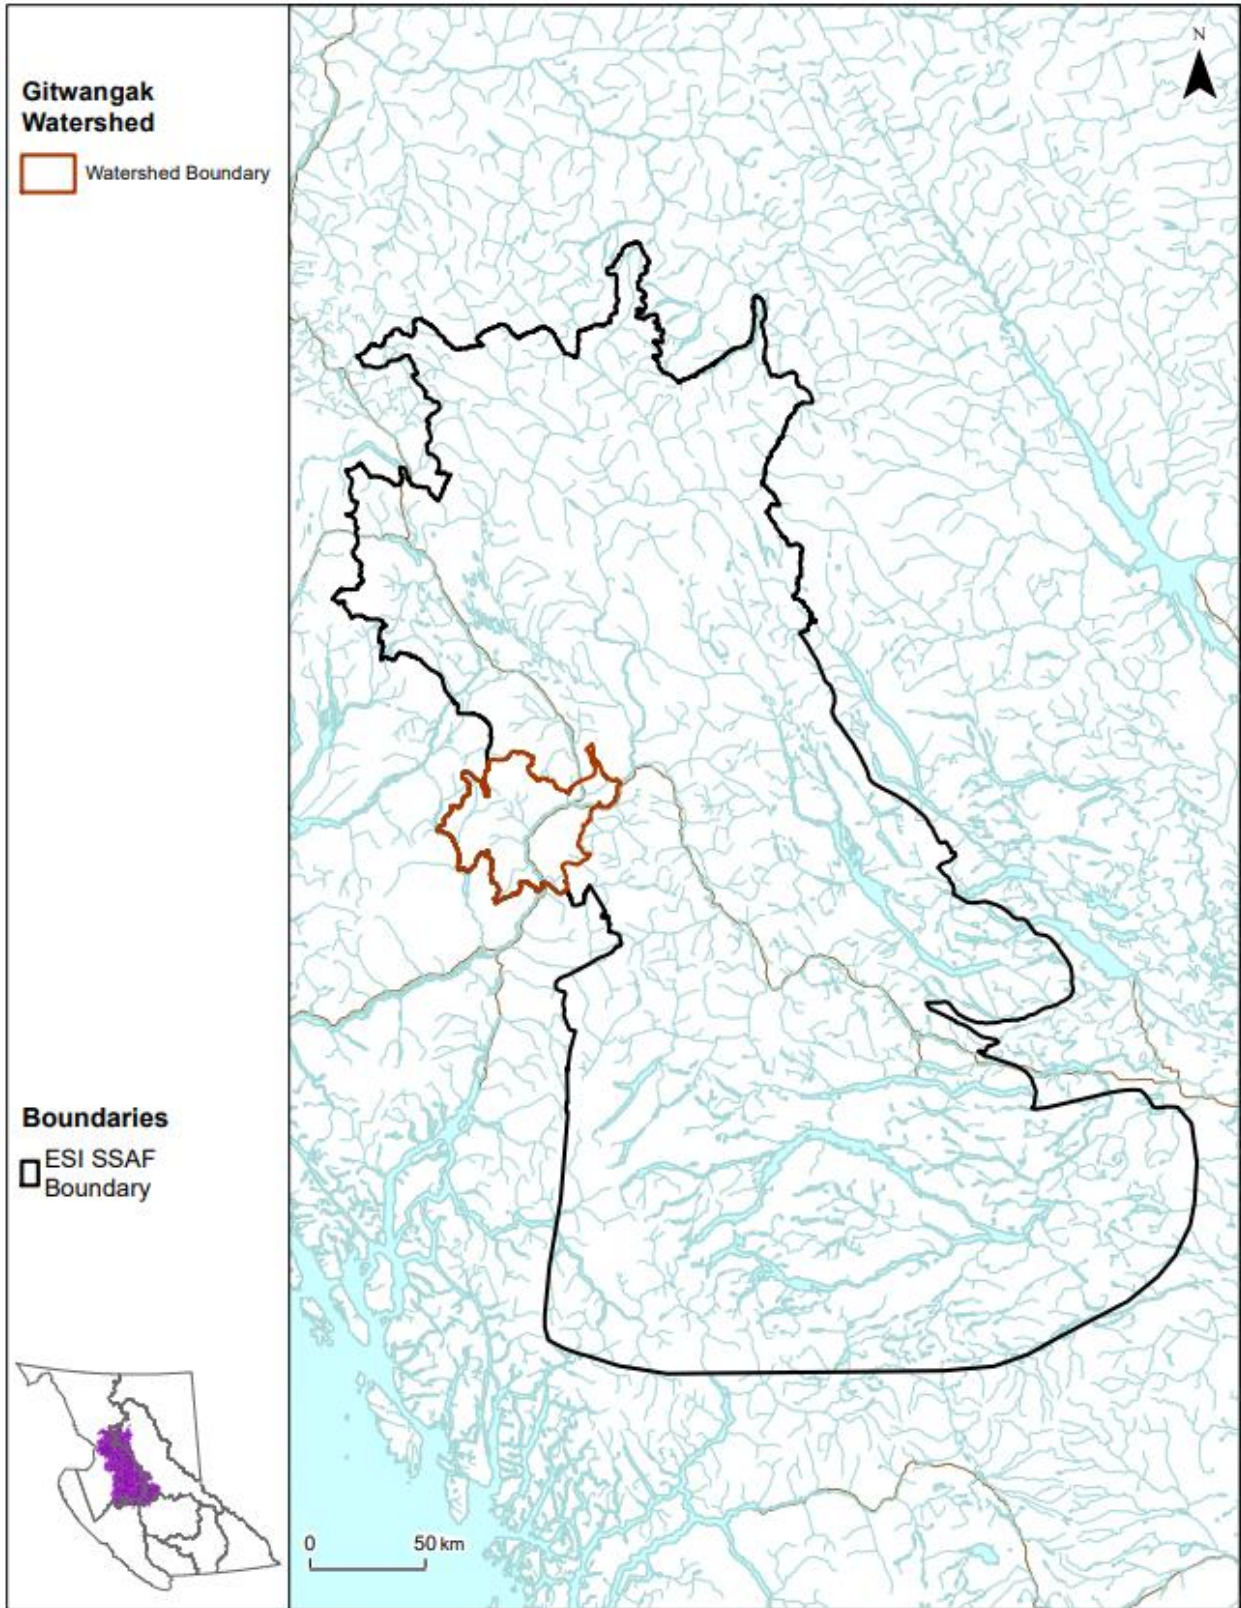 Gitwangak
Watershed
Watershed Boundary
Boundaries
ESI SSAF
Boundary
N
0 50 km